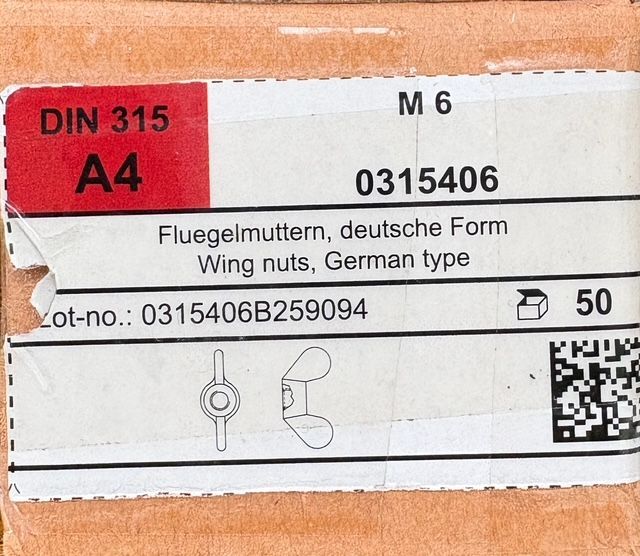 DIN 315
A4
M 6
0315406
Fluegelmuttern, deutsche Form
Wing nuts, German type
Lot-no.: 0315406B259094
50